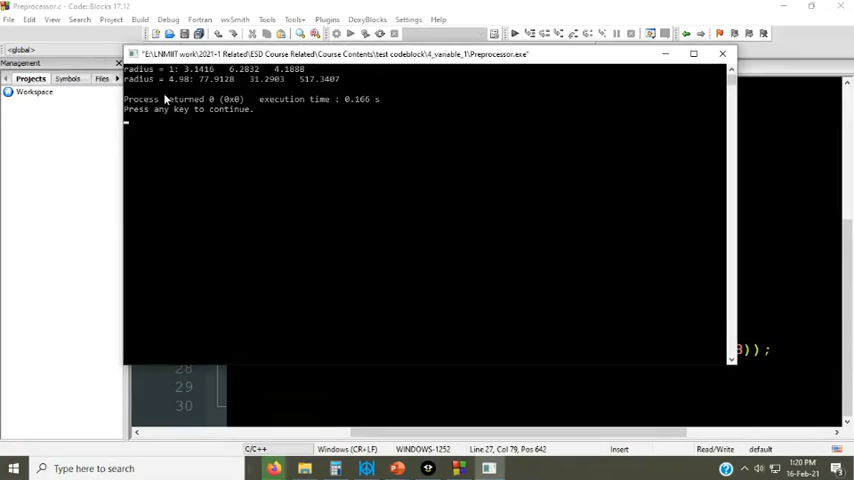 Preprocessor.c - Code::Blocks 17.12
File Edit View Search Project Build Debug Fortran wxSmith Tools Tools+ Plugins DoxyBlocks Settings Help
<global>
Management
Projects Symbols Files
Workspace
"E:\LNMIIT work\2021-1 Related\ESD Course Related\Course Contents\test codeblock\4_variable_1\Preprocessor.exe"
radius = 1: 3.1416 6.2832 4.1888
radius = 4.98: 77.9128 31.2903 517.3407
Process returned 0 (0x0) execution time : 0.166 s
Press any key to continue.
));
28
29
30
C/C++ Windows (CR+LF) WINDOWS-1252 Line 27, Col 79, Pos 642 Insert Read/Write default
Type here to search
1:20 PM
16-Feb-21
3